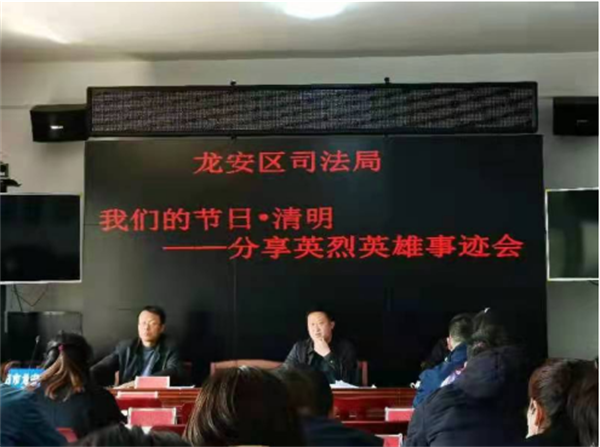 龙安区司法局
我们的节日•清明
——分享英烈英雄事迹会